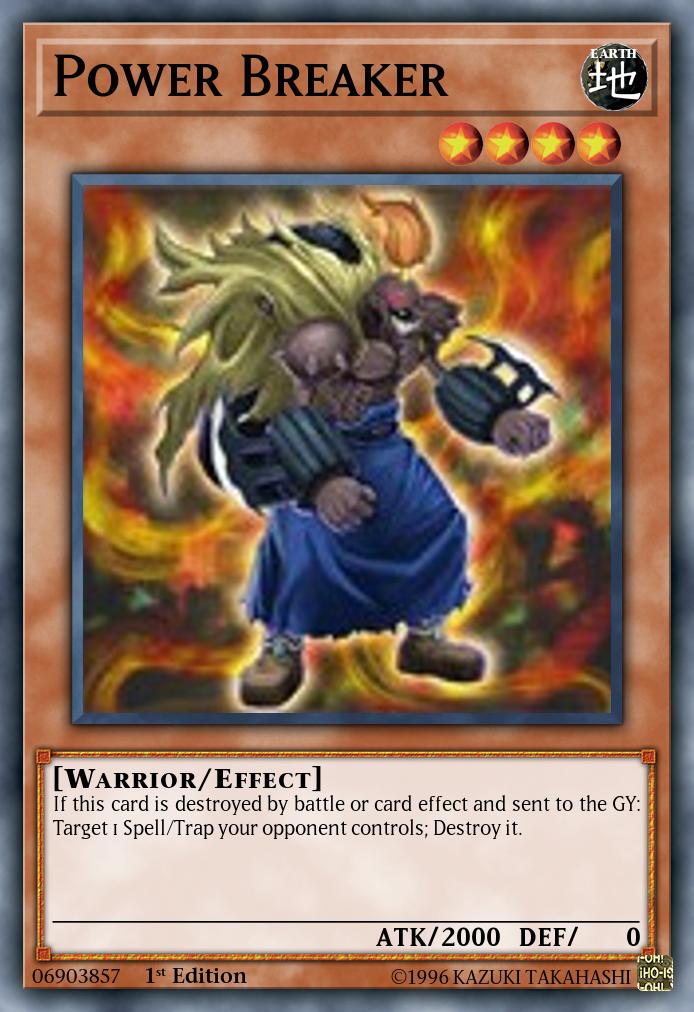 Power Breaker
EARTH
地
[Warrior/Effect]
If this card is destroyed by battle or card effect and sent to the GY:
Target 1 Spell/Trap your opponent controls; Destroy it.
ATK/2000 DEF/ 0
06903857 1st Edition ©1996 KAZUKI TAKAHASHI